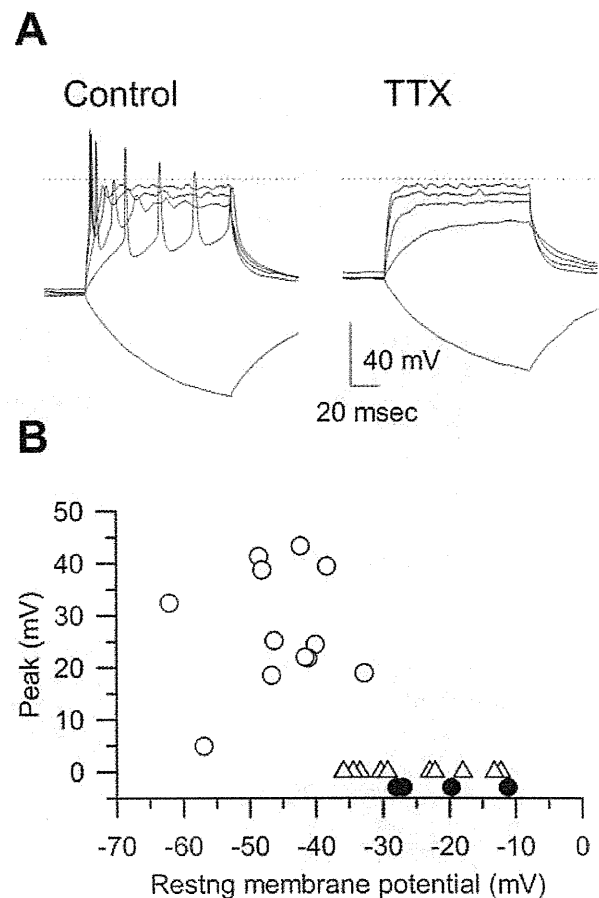 A
Control
TTX
40 mV
20 msec
B
Peak (mV)
50
40
30
20
10
0
-70 -60 -50 -40 -30 -20 -10 0
Restng membrane potential (mV)